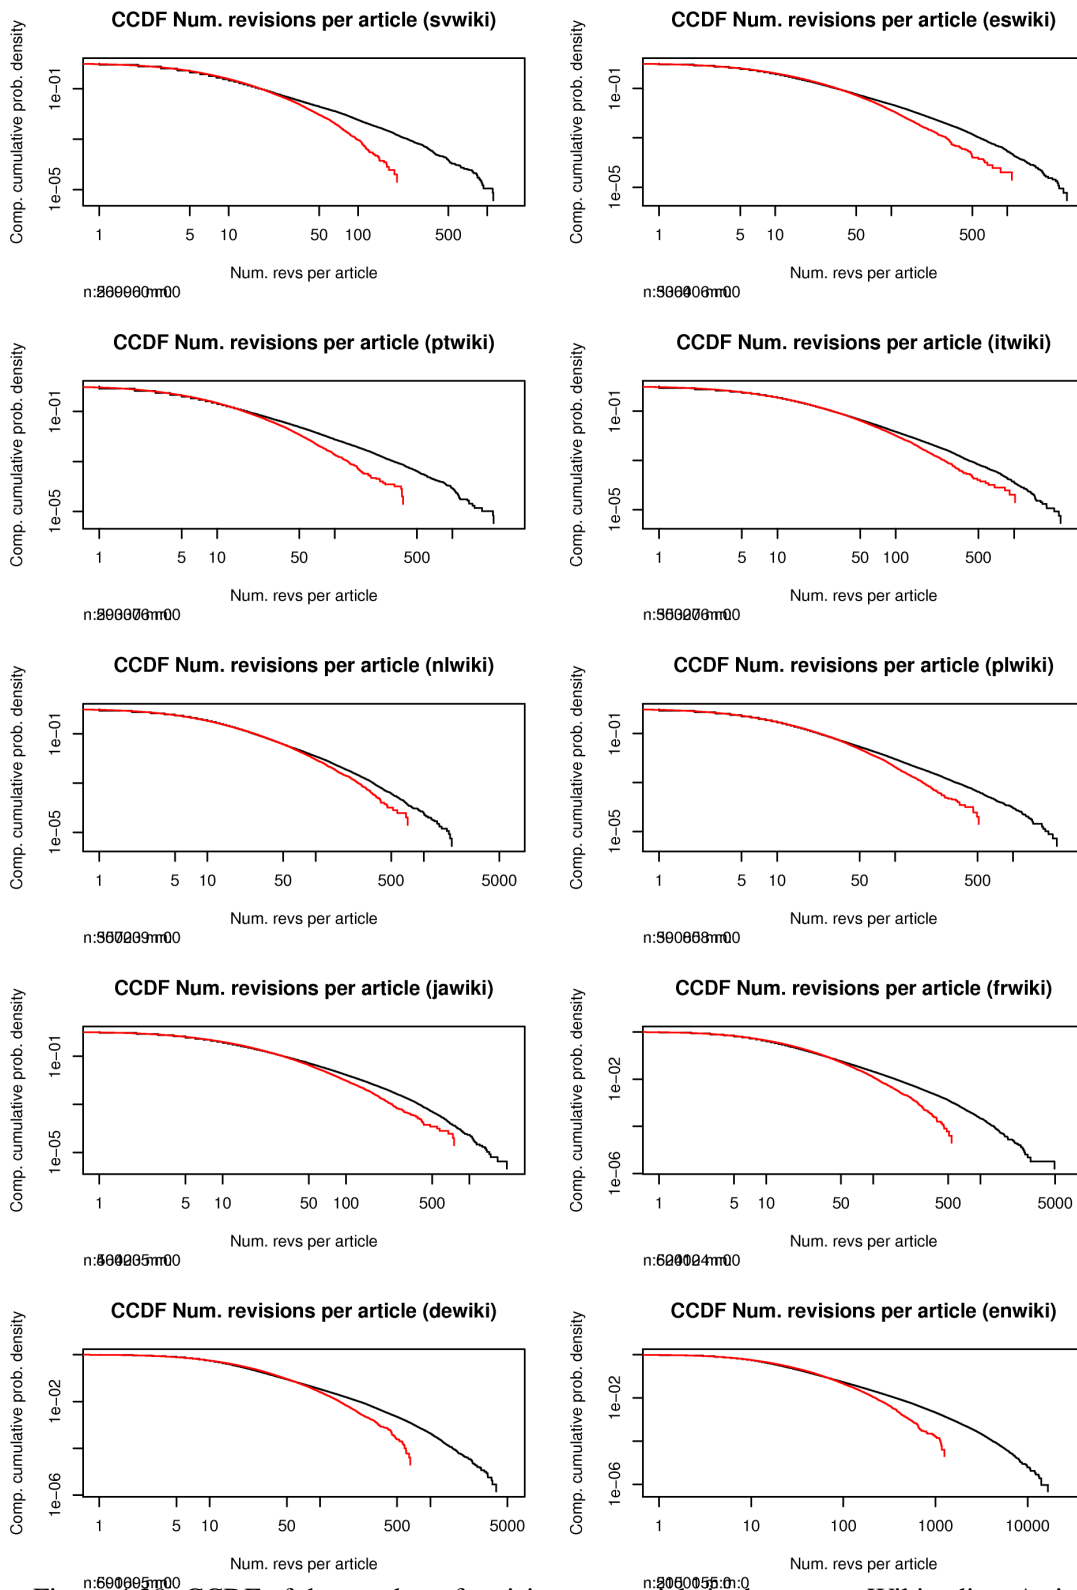 CCDF Num. revisions per article (svwiki)
Comp. cumulative prob. density
1e−01
1e−05
1 5 10 50 100 500
Num. revs per article
CCDF Num. revisions per article (eswiki)
Comp. cumulative prob. density
1e−01
1e−05
1 5 10 50 500
Num. revs per article
CCDF Num. revisions per article (ptwiki)
Comp. cumulative prob. density
1e−01
1e−05
1 5 10 50 500
Num. revs per article
CCDF Num. revisions per article (itwiki)
Comp. cumulative prob. density
1e−01
1e−05
1 5 10 50 100 500
Num. revs per article
CCDF Num. revisions per article (nlwiki)
Comp. cumulative prob. density
1e−01
1e−05
1 5 10 50 500 5000
Num. revs per article
CCDF Num. revisions per article (plwiki)
Comp. cumulative prob. density
1e−01
1e−05
1 5 10 50 500
Num. revs per article
CCDF Num. revisions per article (jawiki)
Comp. cumulative prob. density
1e−01
1e−05
1 5 10 50 100 500
Num. revs per article
CCDF Num. revisions per article (frwiki)
Comp. cumulative prob. density
1e−02
1e−06
1 5 10 50 500 5000
Num. revs per article
CCDF Num. revisions per article (dewiki)
Comp. cumulative prob. density
1e−02
1e−06
1 5 10 50 500 5000
Num. revs per article
CCDF Num. revisions per article (enwiki)
Comp. cumulative prob. density
1e−02
1e−06
1 10 100 1000 10000
Num. revs per article